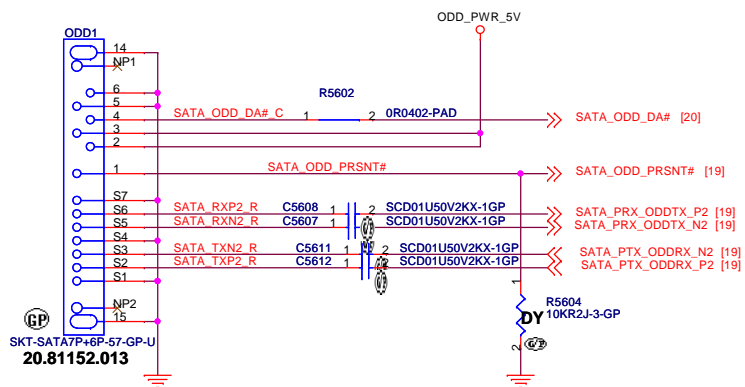 ODD_PWR_5V
ODD1
14
NP1
6
5
4 SATA_ODD_DA#_C 1 R5602 2 0R0402-PAD SATA_ODD_DA# [20]
3
2
1 SATA_ODD_PRSNT# SATA_ODD_PRSNT# [19]
S7
S6 SATA_RXP2_R C5608 1 2 SCD01U50V2KX-1GP SATA_PRX_ODDTX_P2 [19]
S5 SATA_RXN2_R C5607 1 2 SCD01U50V2KX-1GP SATA_PRX_ODDTX_N2 [19]
S4
S3 SATA_TXN2_R C5611 1 2 SCD01U50V2KX-1GP SATA_PTX_ODDRX_N2 [19]
S2 SATA_TXP2_R C5612 1 2 SCD01U50V2KX-1GP SATA_PTX_ODDRX_P2 [19]
S1
NP2
15
GP
SKT-SATA7P+6P-57-GP-U
20.81152.013
1
R5604
DY 10KR2J-3-GP
2